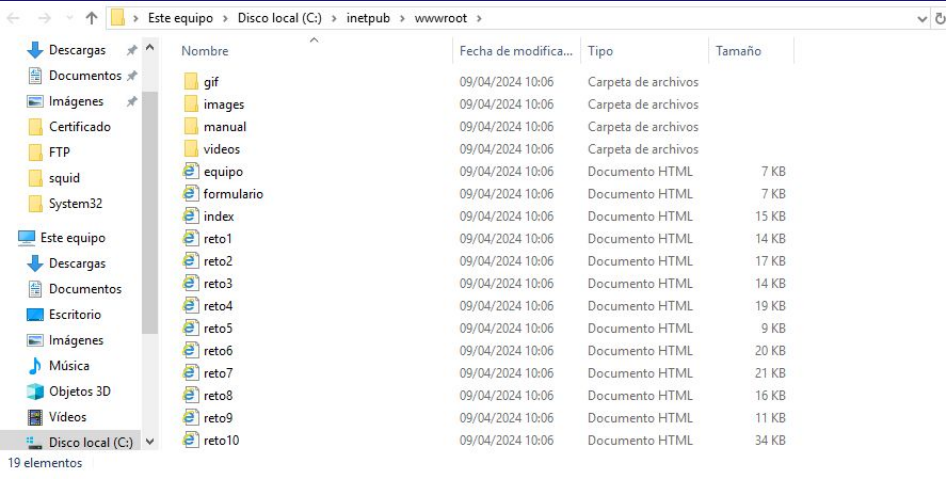 Este equipo > Disco local (C:) > inetpub > wwwroot >
Descargas
Documentos
Imágenes
Certificado
FTP
squid
System32
Este equipo
Descargas
Documentos
Escritorio
Imágenes
Música
Objetos 3D
Vídeos
Disco local (C:)
Nombre Fecha de modifica... Tipo Tamaño
gif 09/04/2024 10:06 Carpeta de archivos
images 09/04/2024 10:06 Carpeta de archivos
manual 09/04/2024 10:06 Carpeta de archivos
videos 09/04/2024 10:06 Carpeta de archivos
equipo 09/04/2024 10:06 Documento HTML 7 KB
formulario 09/04/2024 10:06 Documento HTML 7 KB
index 09/04/2024 10:06 Documento HTML 15 KB
reto1 09/04/2024 10:06 Documento HTML 14 KB
reto2 09/04/2024 10:06 Documento HTML 17 KB
reto3 09/04/2024 10:06 Documento HTML 14 KB
reto4 09/04/2024 10:06 Documento HTML 19 KB
reto5 09/04/2024 10:06 Documento HTML 9 KB
reto6 09/04/2024 10:06 Documento HTML 20 KB
reto7 09/04/2024 10:06 Documento HTML 21 KB
reto8 09/04/2024 10:06 Documento HTML 16 KB
reto9 09/04/2024 10:06 Documento HTML 11 KB
reto10 09/04/2024 10:06 Documento HTML 34 KB
19 elementos